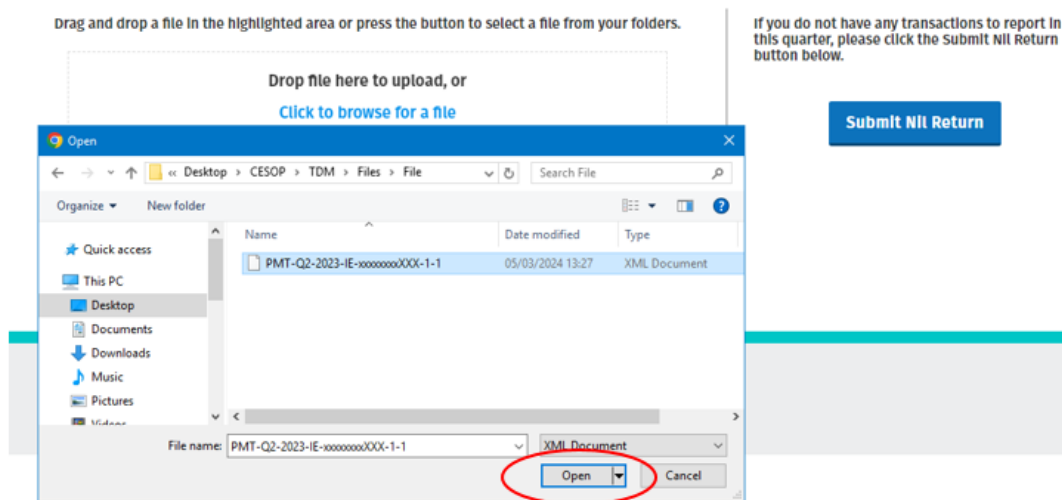 Drag and drop a file in the highlighted area or press the button to select a file from your folders.
If you do not have any transactions to report in
this quarter, please click the Submit Nil Return
button below.
Drop file here to upload, or
Click to browse for a file
Submit Nil Return
Open
« Desktop > CESOP > TDM > Files > File
Search File
Organize
New folder
Name
Date modified
Type
Quick access
PMT-Q2-2023-IE-xxxxxxxxXXX-1-1
05/03/2024 13:27
XML Document
This PC
Desktop
Documents
Downloads
Music
Pictures
Videos
File name:
PMT-Q2-2023-IE-xxxxxxxxXXX-1-1
XML Document
Open
Cancel